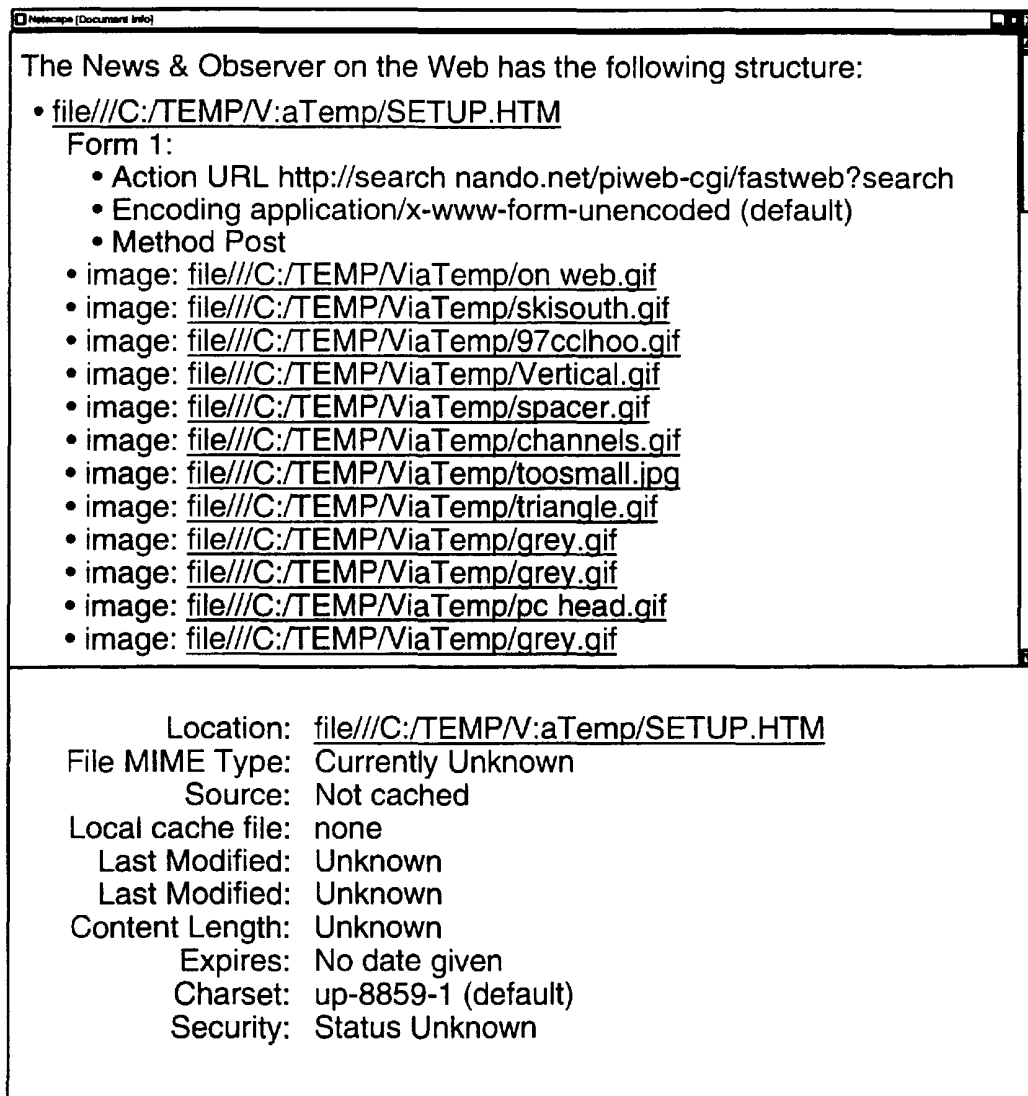 Netscape [Document Info]
The News & Observer on the Web has the following structure:
• file///C:/TEMP/V:aTemp/SETUP.HTM
Form 1:
• Action URL http://search nando.net/piweb-cgi/fastweb?search
• Encoding application/x-www-form-unencoded (default)
• Method Post
• image: file///C:/TEMP/ViaTemp/on web.gif
• image: file///C:/TEMP/ViaTemp/skisouth.gif
• image: file///C:/TEMP/ViaTemp/97cclhoo.gif
• image: file///C:/TEMP/ViaTemp/Vertical.gif
• image: file///C:/TEMP/ViaTemp/spacer.gif
• image: file///C:/TEMP/ViaTemp/channels.gif
• image: file///C:/TEMP/ViaTemp/toosmall.jpg
• image: file///C:/TEMP/ViaTemp/triangle.gif
• image: file///C:/TEMP/ViaTemp/grey.gif
• image: file///C:/TEMP/ViaTemp/grey.gif
• image: file///C:/TEMP/ViaTemp/pc head.gif
• image: file///C:/TEMP/ViaTemp/grey.gif
Location: file///C:/TEMP/V:aTemp/SETUP.HTM
File MIME Type: Currently Unknown
Source: Not cached
Local cache file: none
Last Modified: Unknown
Last Modified: Unknown
Content Length: Unknown
Expires: No date given
Charset: up-8859-1 (default)
Security: Status Unknown